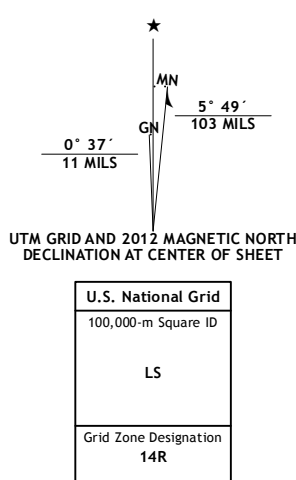 ★
MN
GN
5° 49´
103 MILS
0° 37´
11 MILS
UTM GRID AND 2012 MAGNETIC NORTH
DECLINATION AT CENTER OF SHEET
U.S. National Grid
100,000-m Square ID
LS
Grid Zone Designation
14R